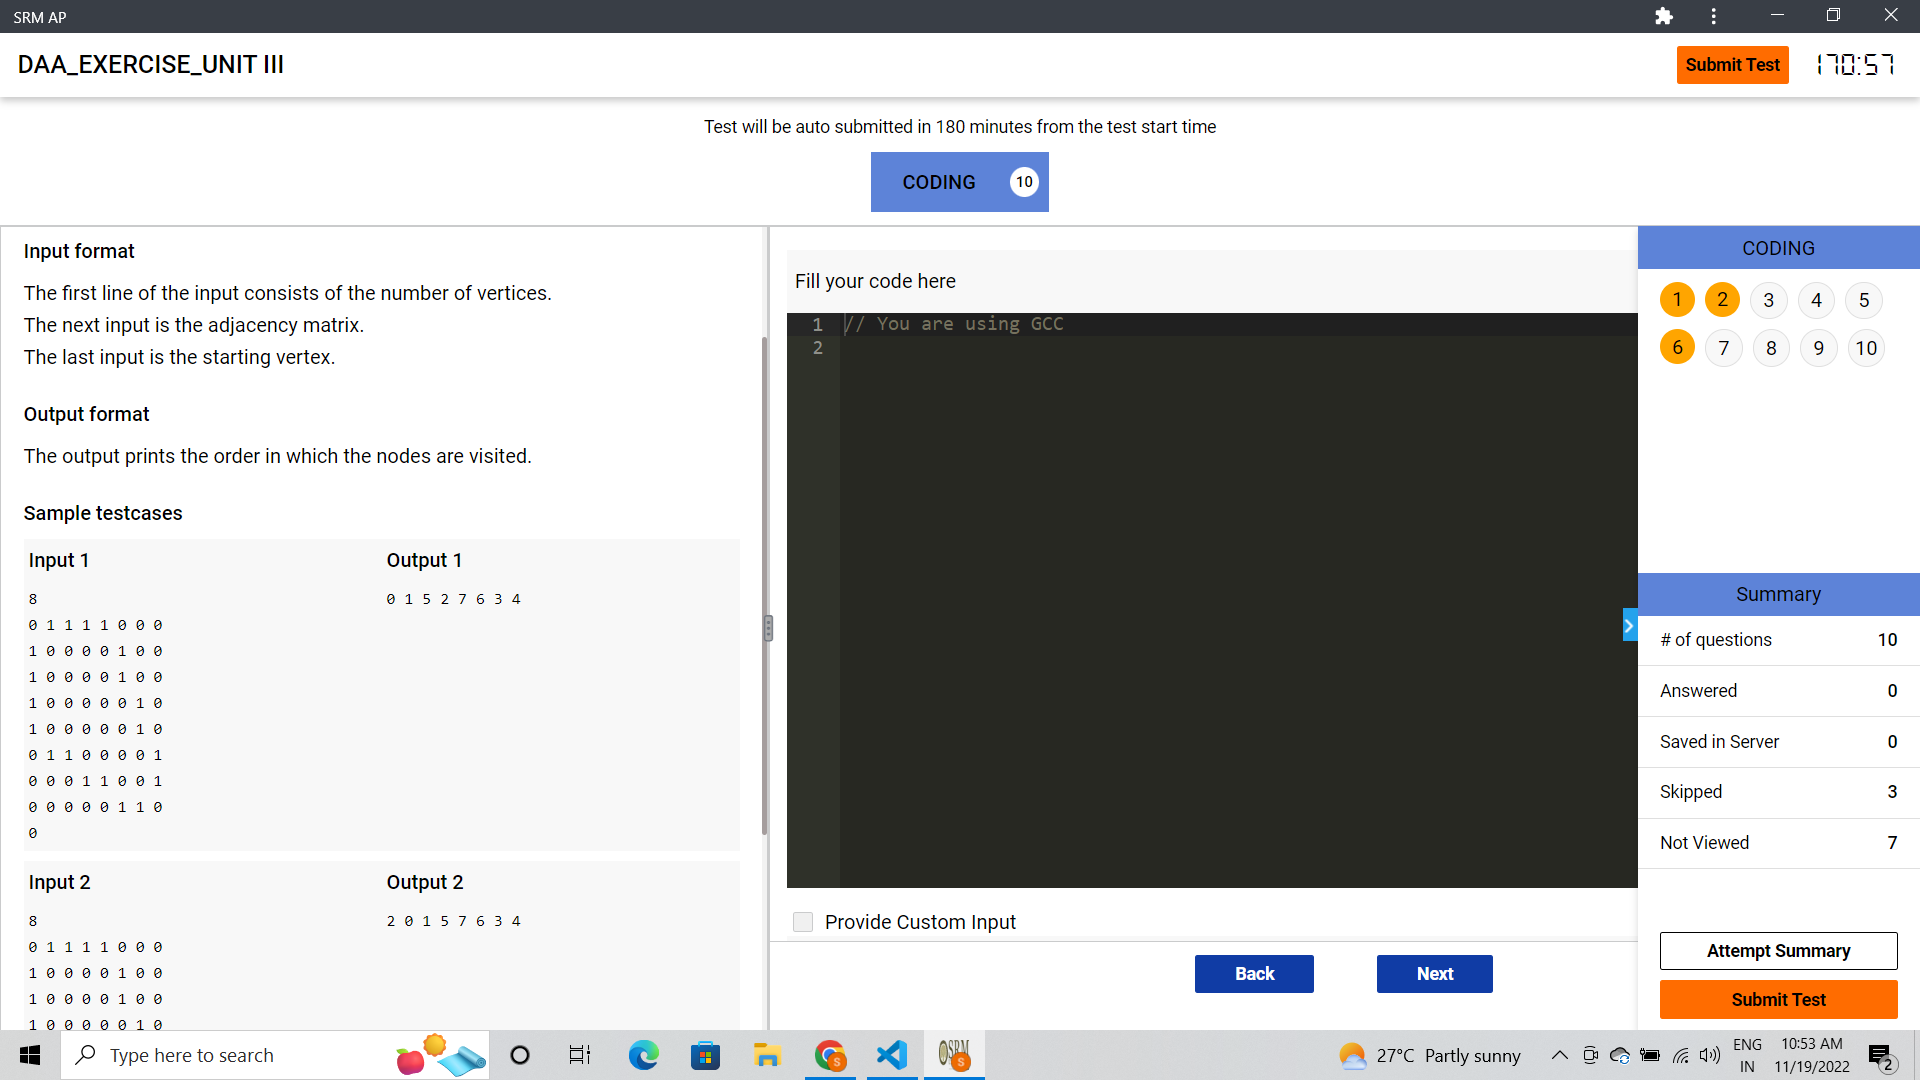 SRM AP
DAA_EXERCISE_UNIT III
Submit Test
170:57
Test will be auto submitted in 180 minutes from the test start time
CODING 10
Input format
The first line of the input consists of the number of vertices.
The next input is the adjacency matrix.
The last input is the starting vertex.
Output format
The output prints the order in which the nodes are visited.
Sample testcases
Input 1
Output 1
8
0 1 5 2 7 6 3 4
0 1 1 1 1 0 0 0
1 0 0 0 0 1 0 0
1 0 0 0 0 1 0 0
1 0 0 0 0 0 1 0
1 0 0 0 0 0 1 0
0 1 1 0 0 0 0 1
0 0 0 1 1 0 0 1
0 0 0 0 0 1 1 0
0
Input 2
Output 2
8
2 0 1 5 7 6 3 4
0 1 1 1 1 0 0 0
1 0 0 0 0 1 0 0
1 0 0 0 0 1 0 0
1 0 0 0 0 0 1 0
Fill your code here
1 // You are using GCC
2
Provide Custom Input
Back
Next
CODING
1 2 3 4 5
6 7 8 9 10
Summary
# of questions 10
Answered 0
Saved in Server 0
Skipped 3
Not Viewed 7
Attempt Summary
Submit Test
Type here to search
S
SRM
S
27°C Partly sunny
ENG
IN
10:53 AM
11/19/2022
2